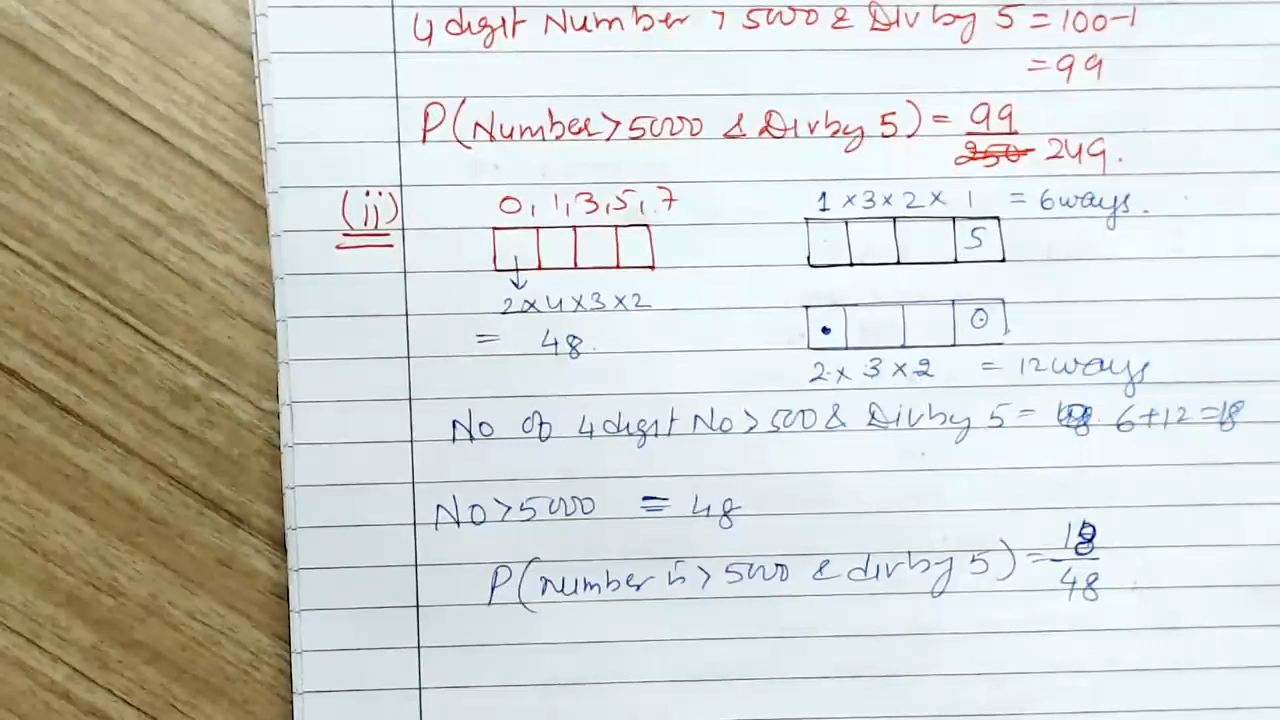 4 digit Number > 5000 & Div by 5 = 100-1
= 99
P(Number > 5000 & Div by 5) = 99
249.
(ii) 0, 1, 3, 5, 7
1 × 3 × 2 × 1 = 6 ways.
5
2 × 4 × 3 × 2
= 48
0
2 × 3 × 2 = 12 ways
No of 4 digit No > 500 & Div by 5 = 6+12 = 18
No > 5000 = 48
P(number is > 5000 & div by 5) = 18
48